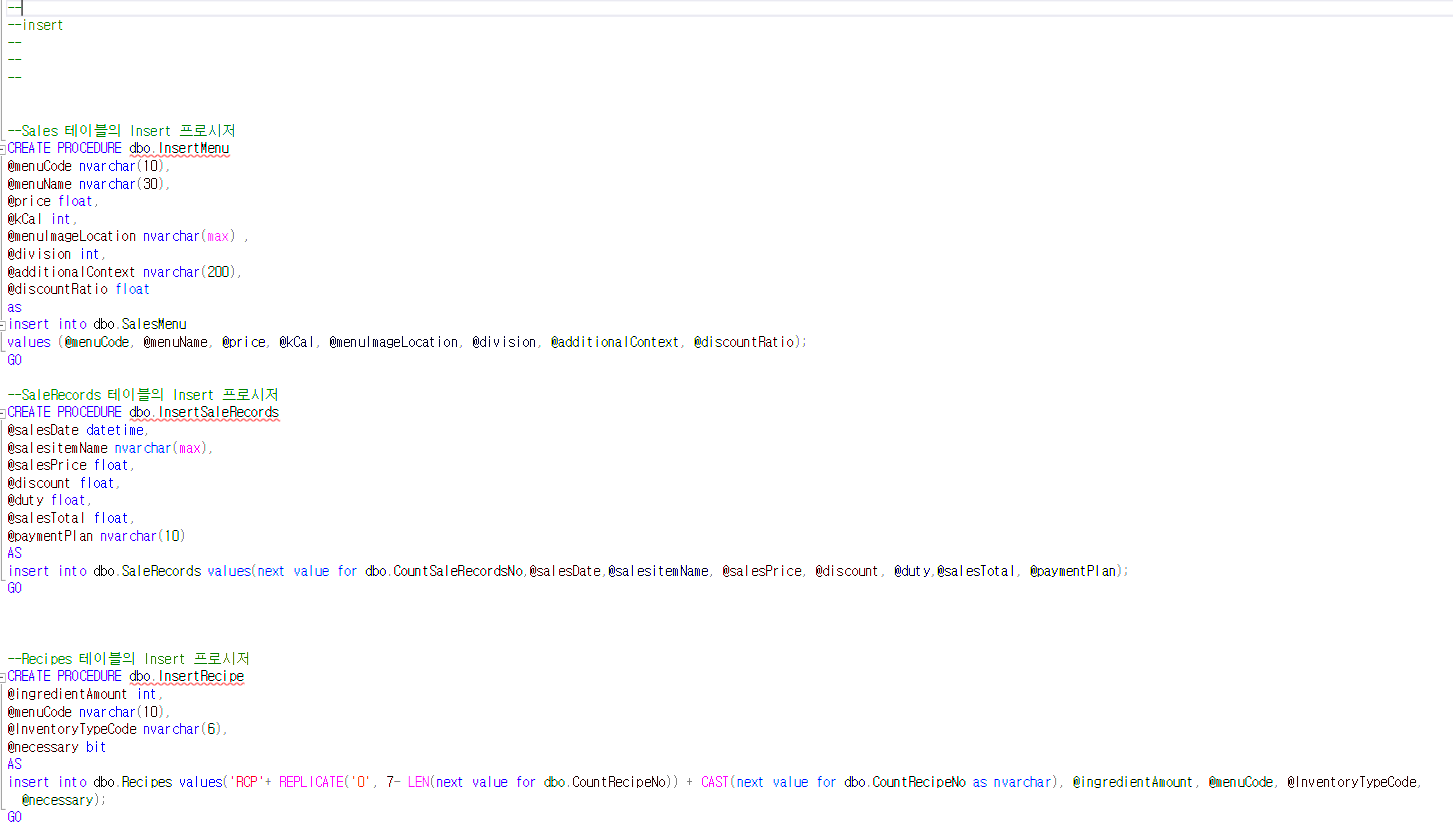 --
--insert
--
--
--
--Sales 테이블의 Insert 프로시저
CREATE PROCEDURE dbo.InsertMenu
@menuCode nvarchar(10),
@menuName nvarchar(30),
@price float,
@kCal int,
@menuImageLocation nvarchar(max) ,
@division int,
@additionalContext nvarchar(200),
@discountRatio float
as
insert into dbo.SalesMenu
values (@menuCode, @menuName, @price, @kCal, @menuImageLocation, @division, @additionalContext, @discountRatio);
GO
--SaleRecords 테이블의 Insert 프로시저
CREATE PROCEDURE dbo.InsertSaleRecords
@salesDate datetime,
@salesitemName nvarchar(max),
@salesPrice float,
@discount float,
@duty float,
@salesTotal float,
@paymentPlan nvarchar(10)
AS
insert into dbo.SaleRecords values(next value for dbo.CountSaleRecordsNo,@salesDate,@salesitemName, @salesPrice, @discount, @duty,@salesTotal, @paymentPlan);
GO
--Recipes 테이블의 Insert 프로시저
CREATE PROCEDURE dbo.InsertRecipe
@ingredientAmount int,
@menuCode nvarchar(10),
@InventoryTypeCode nvarchar(6),
@necessary bit
AS
insert into dbo.Recipes values('RCP'+ REPLICATE('0', 7- LEN(next value for dbo.CountRecipeNo)) + CAST(next value for dbo.CountRecipeNo as nvarchar), @ingredientAmount, @menuCode, @InventoryTypeCode,
@necessary);
GO